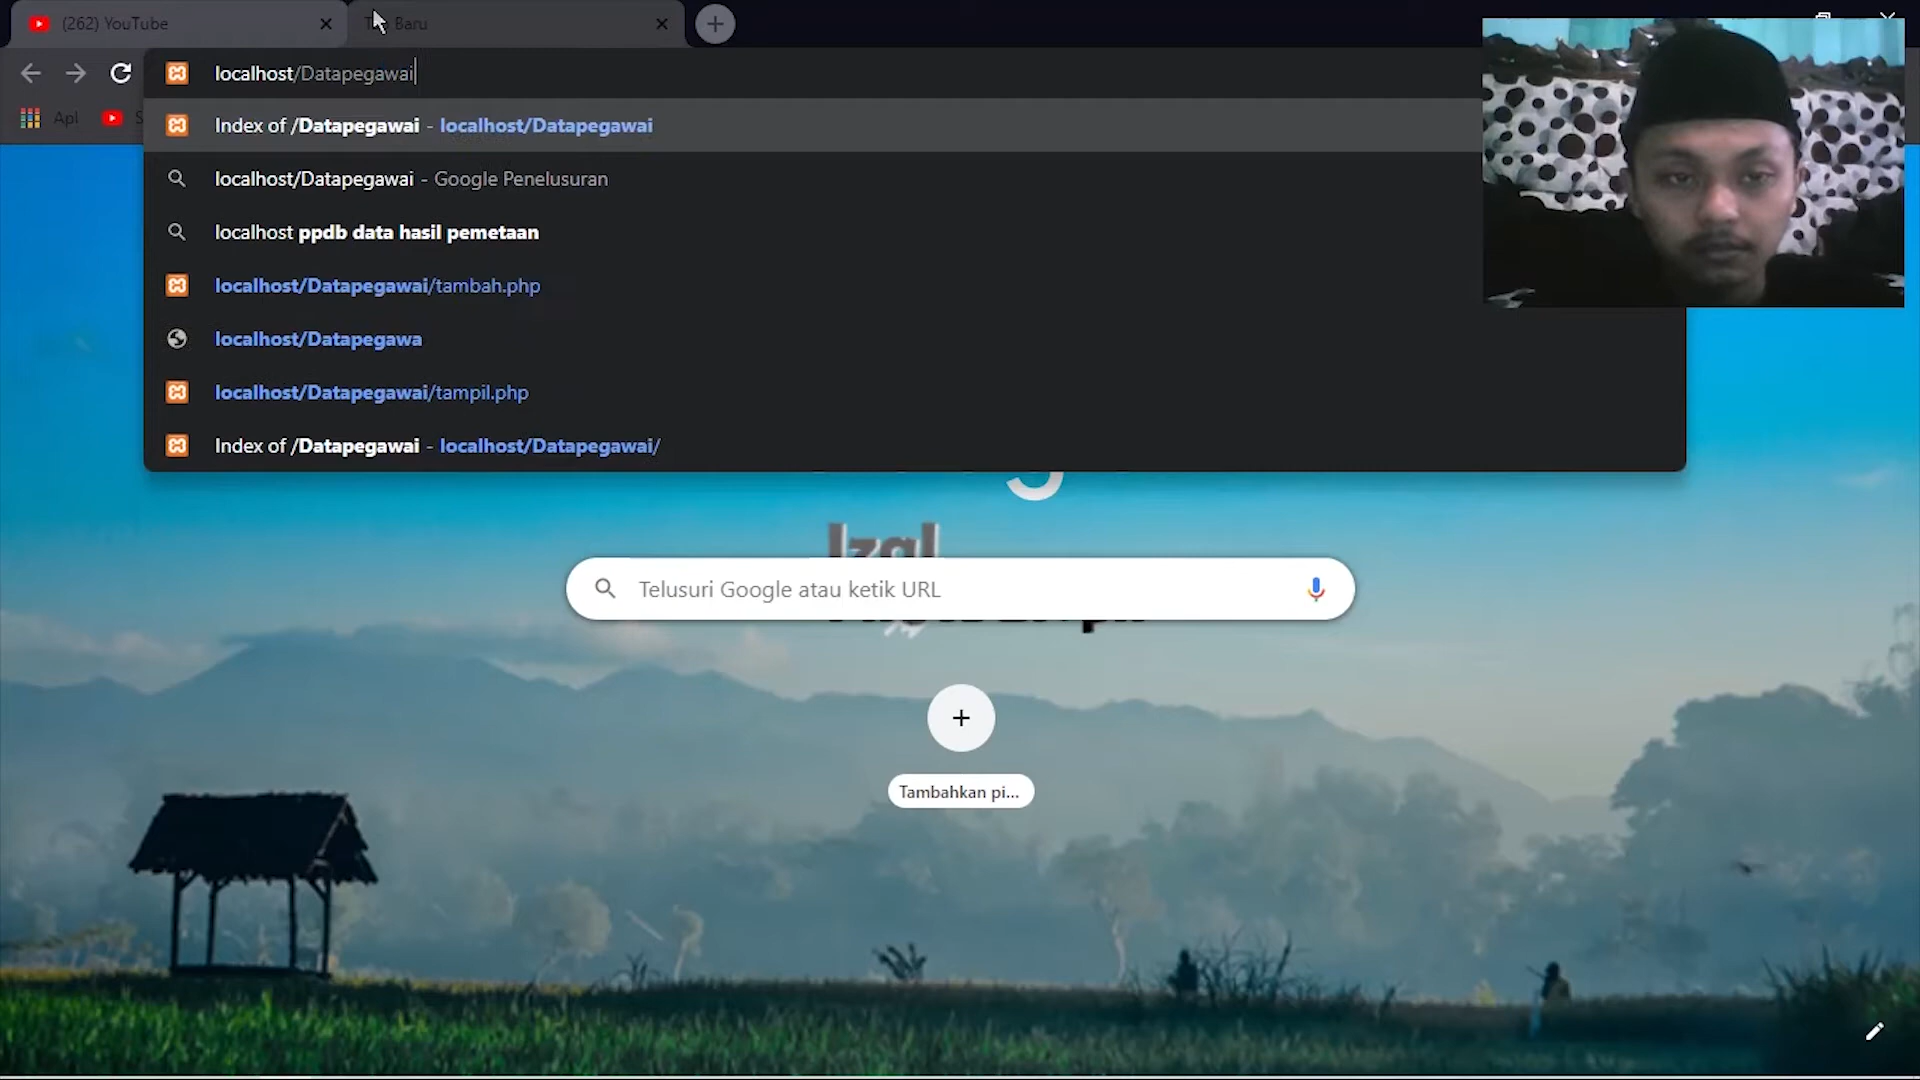 (262) YouTube
Baru
localhost/Datapegawai
Apl
Index of /Datapegawai - localhost/Datapegawai
localhost/Datapegawai - Google Penelusuran
localhost ppdb data hasil pemetaan
localhost/Datapegawai/tambah.php
localhost/Datapegawa
localhost/Datapegawai/tampil.php
Index of /Datapegawai - localhost/Datapegawai/
Telusuri Google atau ketik URL
Tambahkan pi...